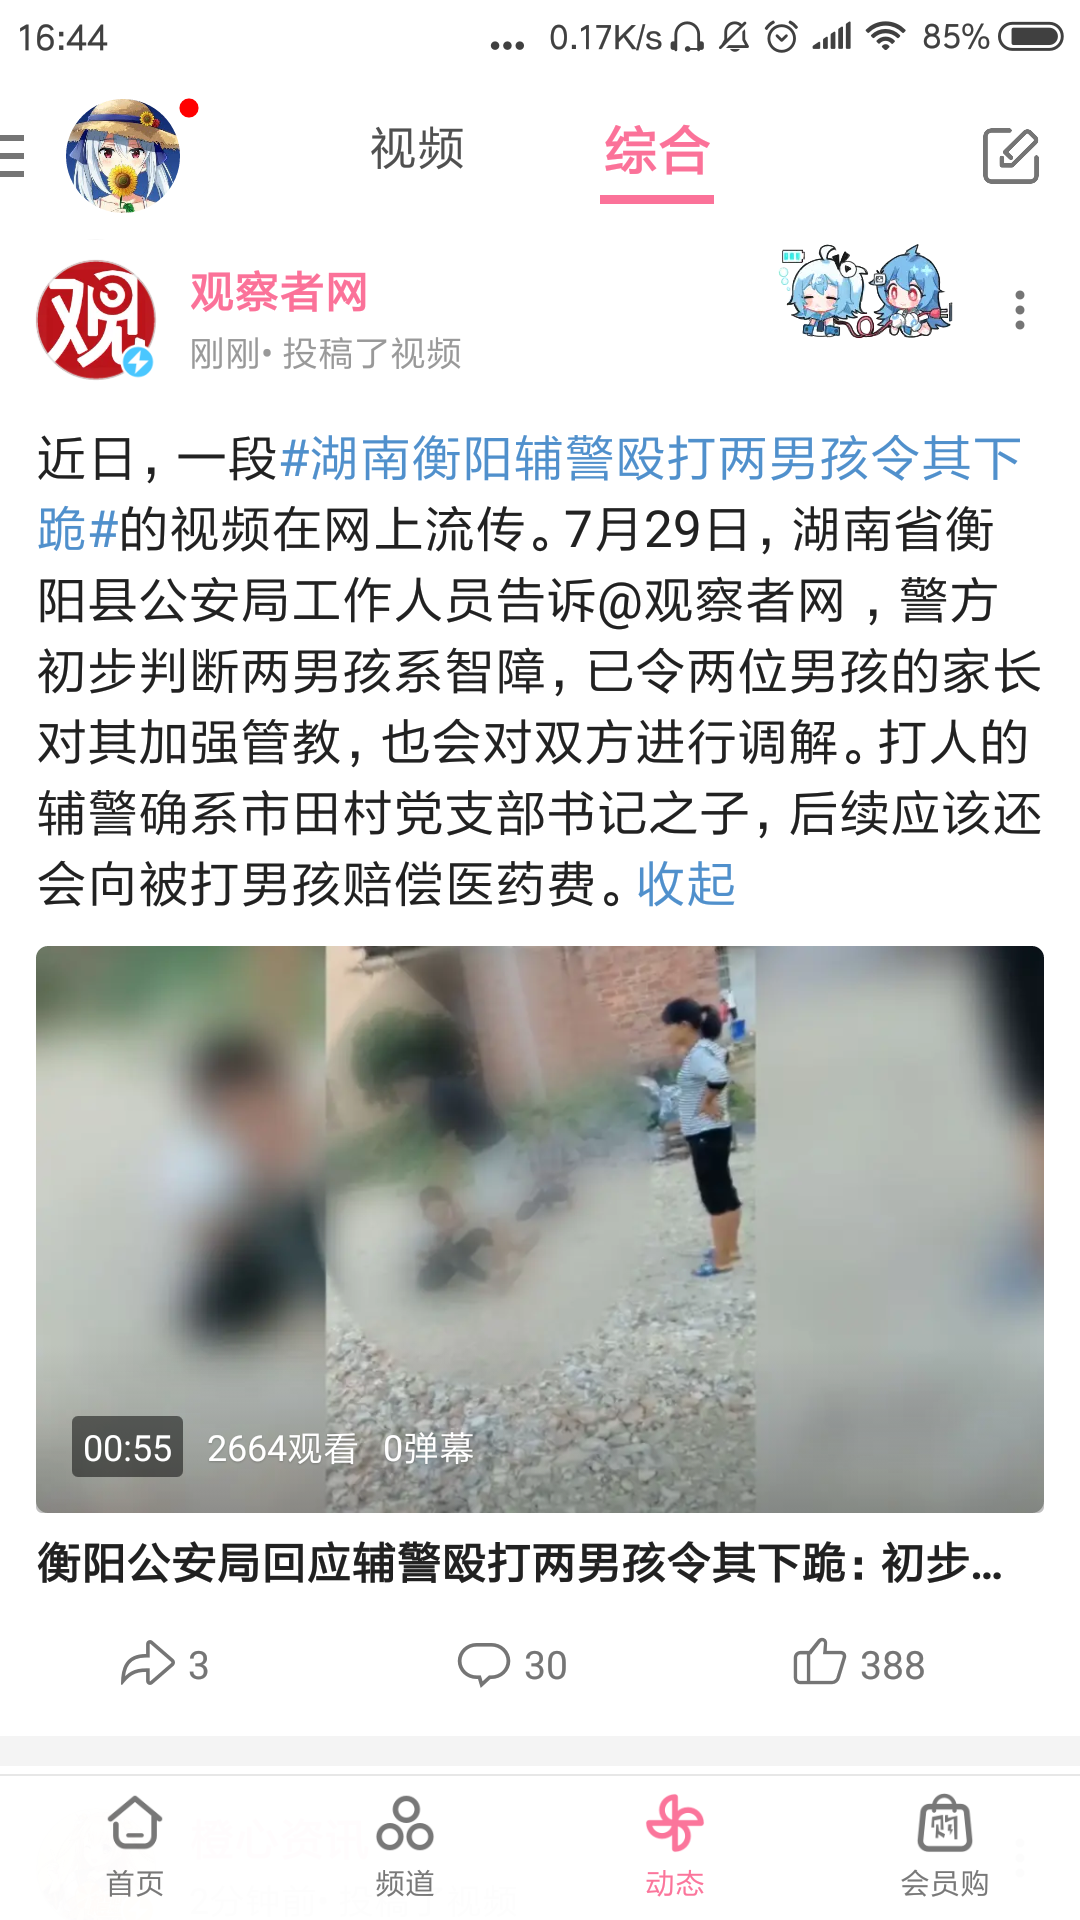 16:44
... 0.17K/s 85%
视频 综合
观
观察者网
刚刚• 投稿了视频
近日，一段#湖南衡阳辅警殴打两男孩令其下
跪#的视频在网上流传。7月29日，湖南省衡
阳县公安局工作人员告诉@观察者网 ，警方
初步判断两男孩系智障，已令两位男孩的家长
对其加强管教，也会对双方进行调解。打人的
辅警确系市田村党支部书记之子，后续应该还
会向被打男孩赔偿医药费。收起
00:55 2664观看 0弹幕
衡阳公安局回应辅警殴打两男孩令其下跪：初步...
3 30 388
首页 频道 动态 会员购